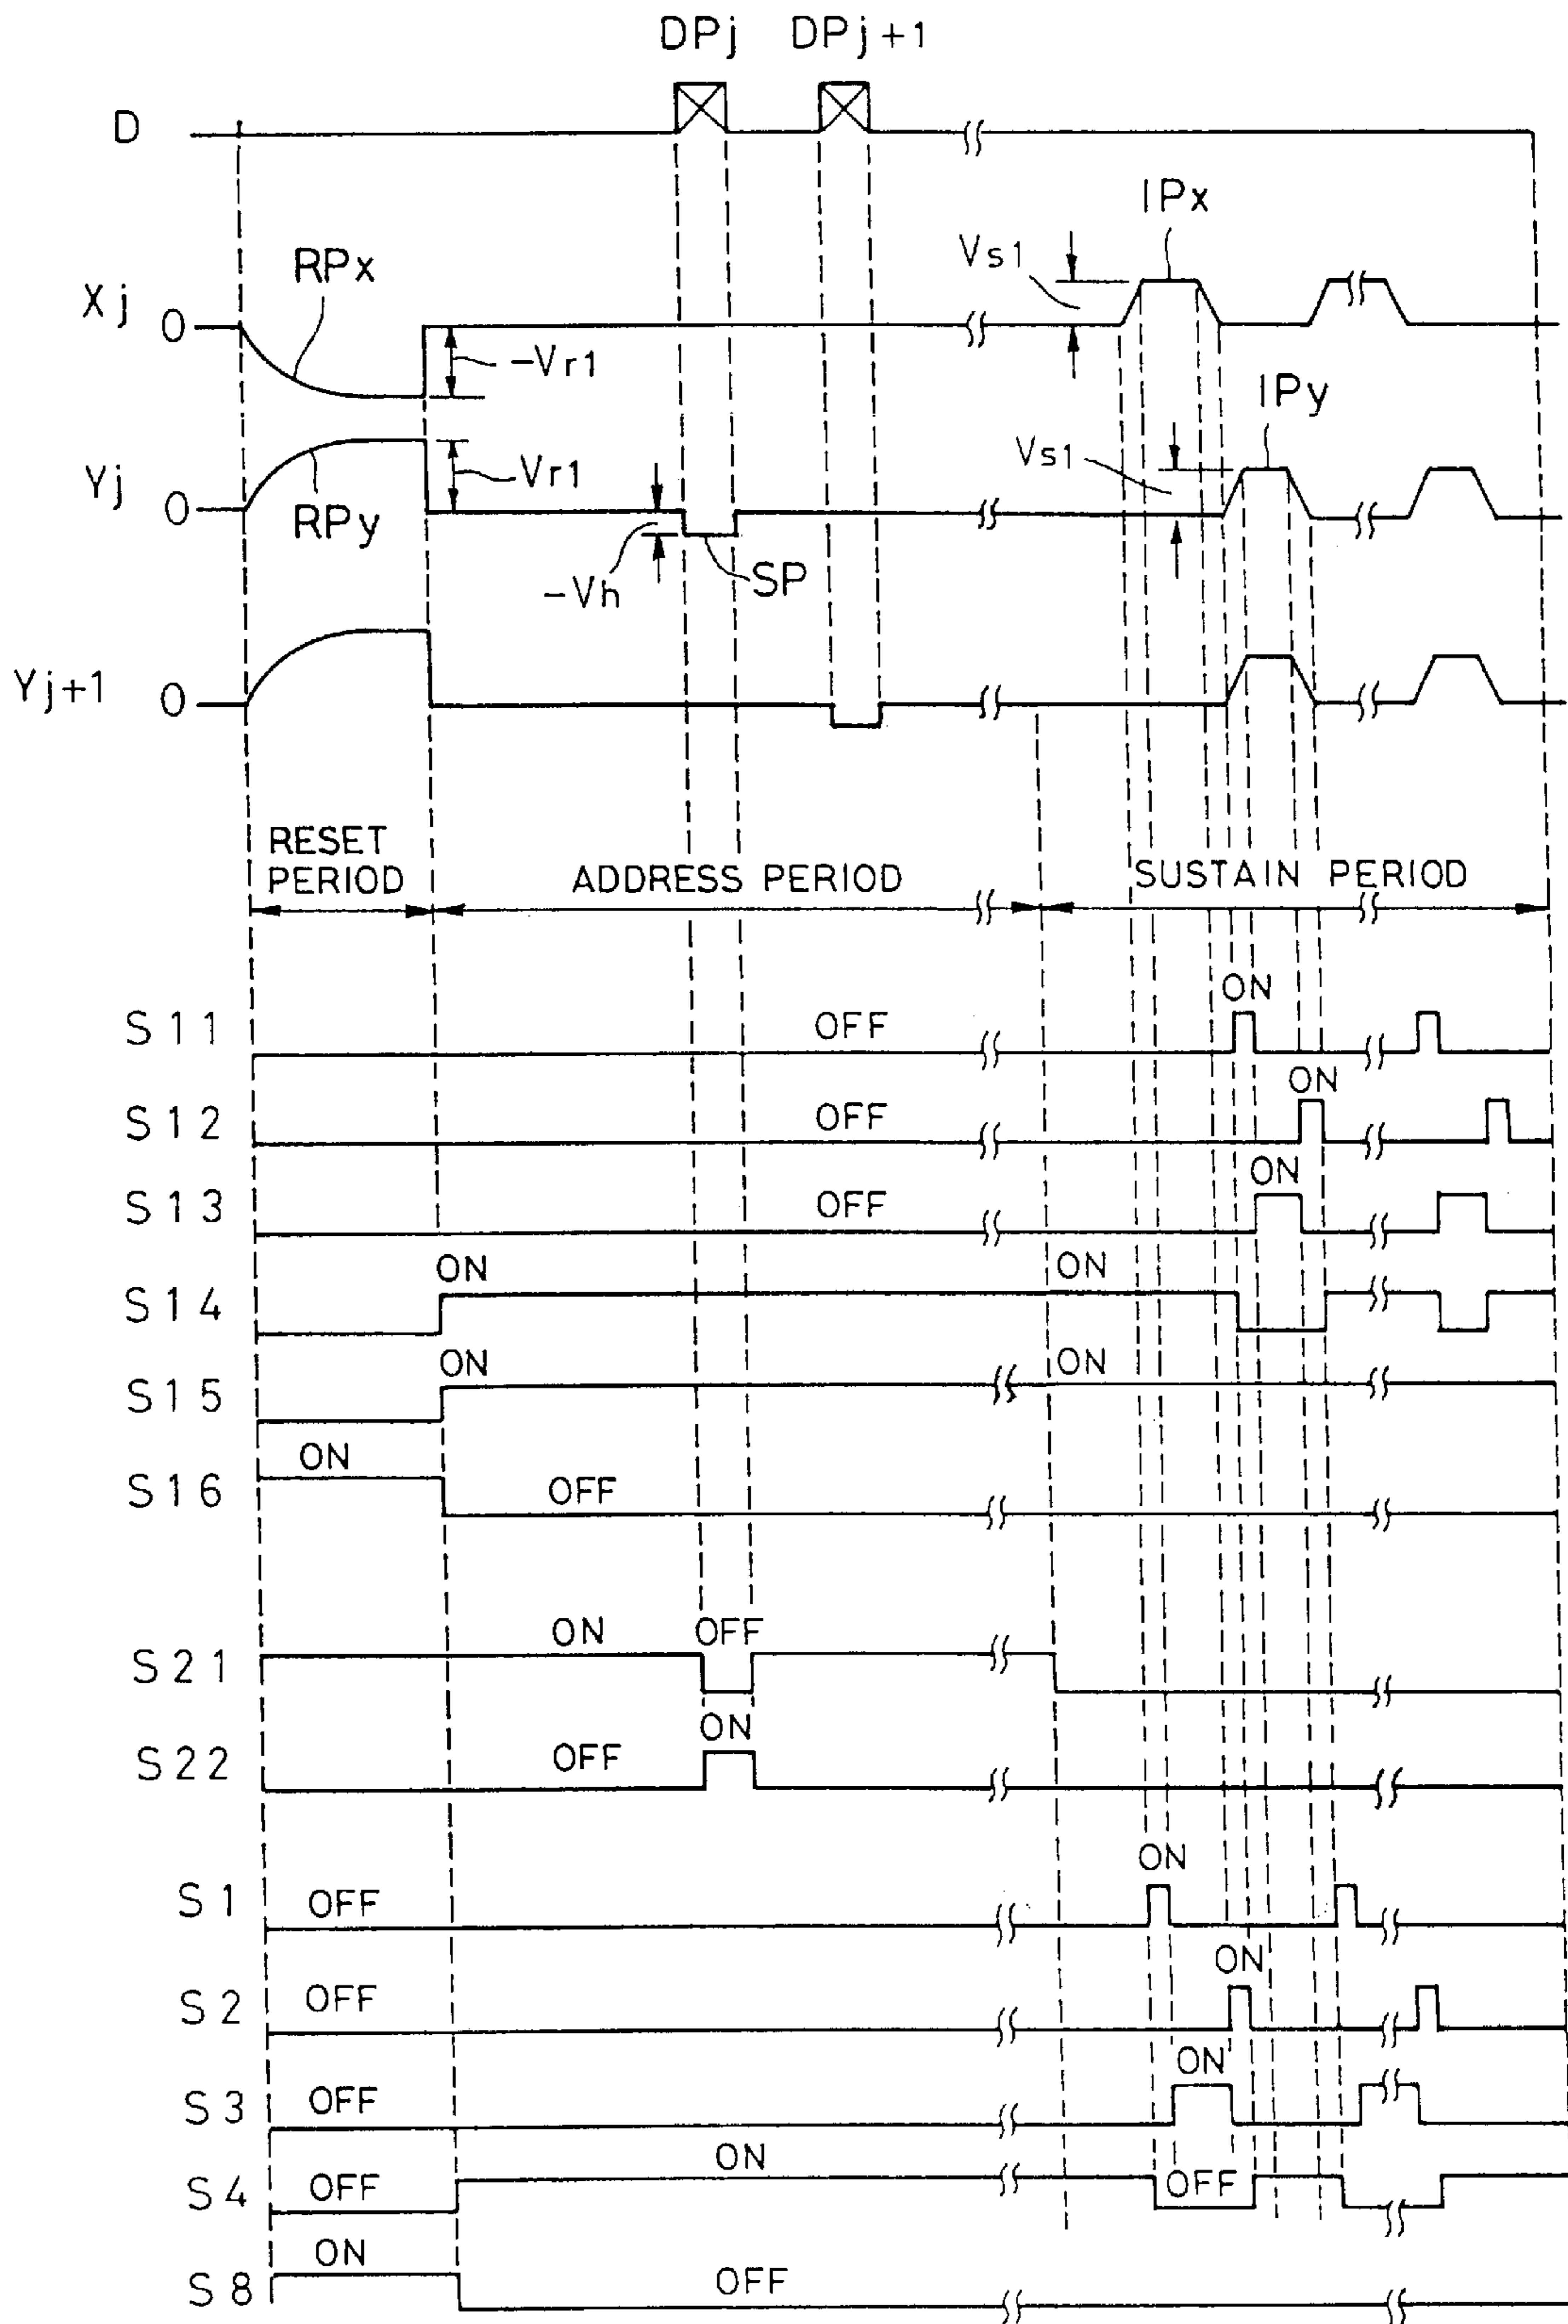 DPj DPj+1
D
IPx
Vs1
RPx
Xj 0
-Vr1
IPy
Vs1
Yj 0
Vr1
RPy
-Vh
SP
Yj+1 0
RESET PERIOD
ADDRESS PERIOD
SUSTAIN PERIOD
ON
S11 OFF
ON
S12 OFF
ON
S13 OFF
ON ON
S14
ON ON
S15
ON
S16 OFF
ON OFF
S21
ON
S22 OFF
ON
S1 OFF
ON
S2 OFF
ON
S3 OFF
ON
S4 OFF OFF
ON
S8 OFF